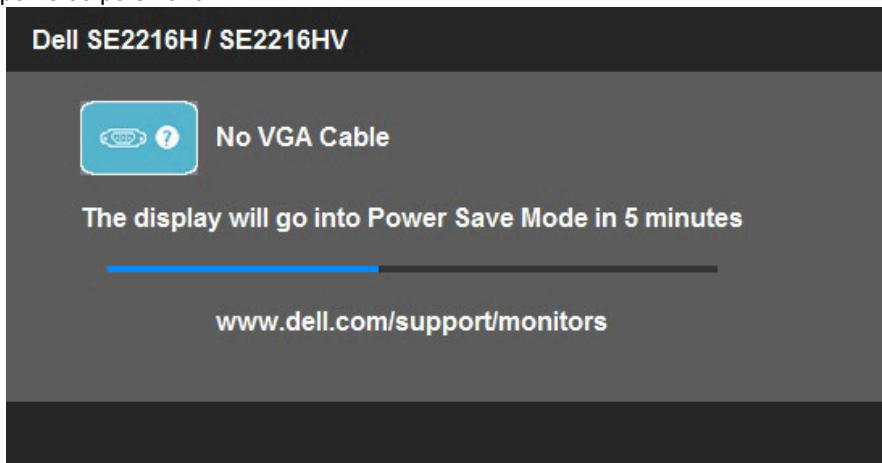 Dell SE2216H / SE2216HV
?
No VGA Cable
The display will go into Power Save Mode in 5 minutes
www.dell.com/support/monitors